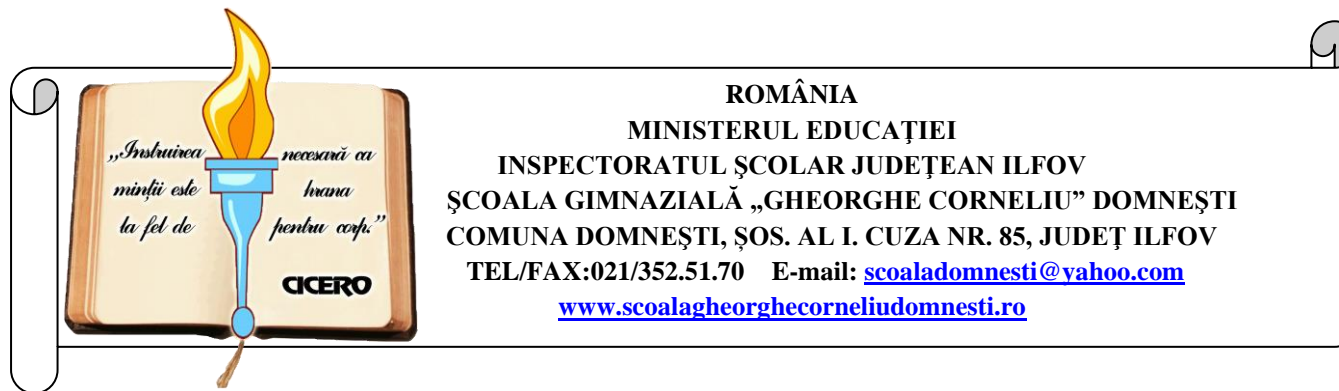 „Instruirea necesară ca
minţii este hrana
la fel de pentru corp.”
CICERO
ROMÂNIA
MINISTERUL EDUCAŢIEI
INSPECTORATUL ŞCOLAR JUDEŢEAN ILFOV
ŞCOALA GIMNAZIALĂ „GHEORGHE CORNELIU” DOMNEŞTI
COMUNA DOMNEŞTI, ȘOS. AL I. CUZA NR. 85, JUDEŢ ILFOV
TEL/FAX:021/352.51.70 E-mail: scoaladomnesti@yahoo.com
www.scoalagheorghecorneliudomnesti.ro